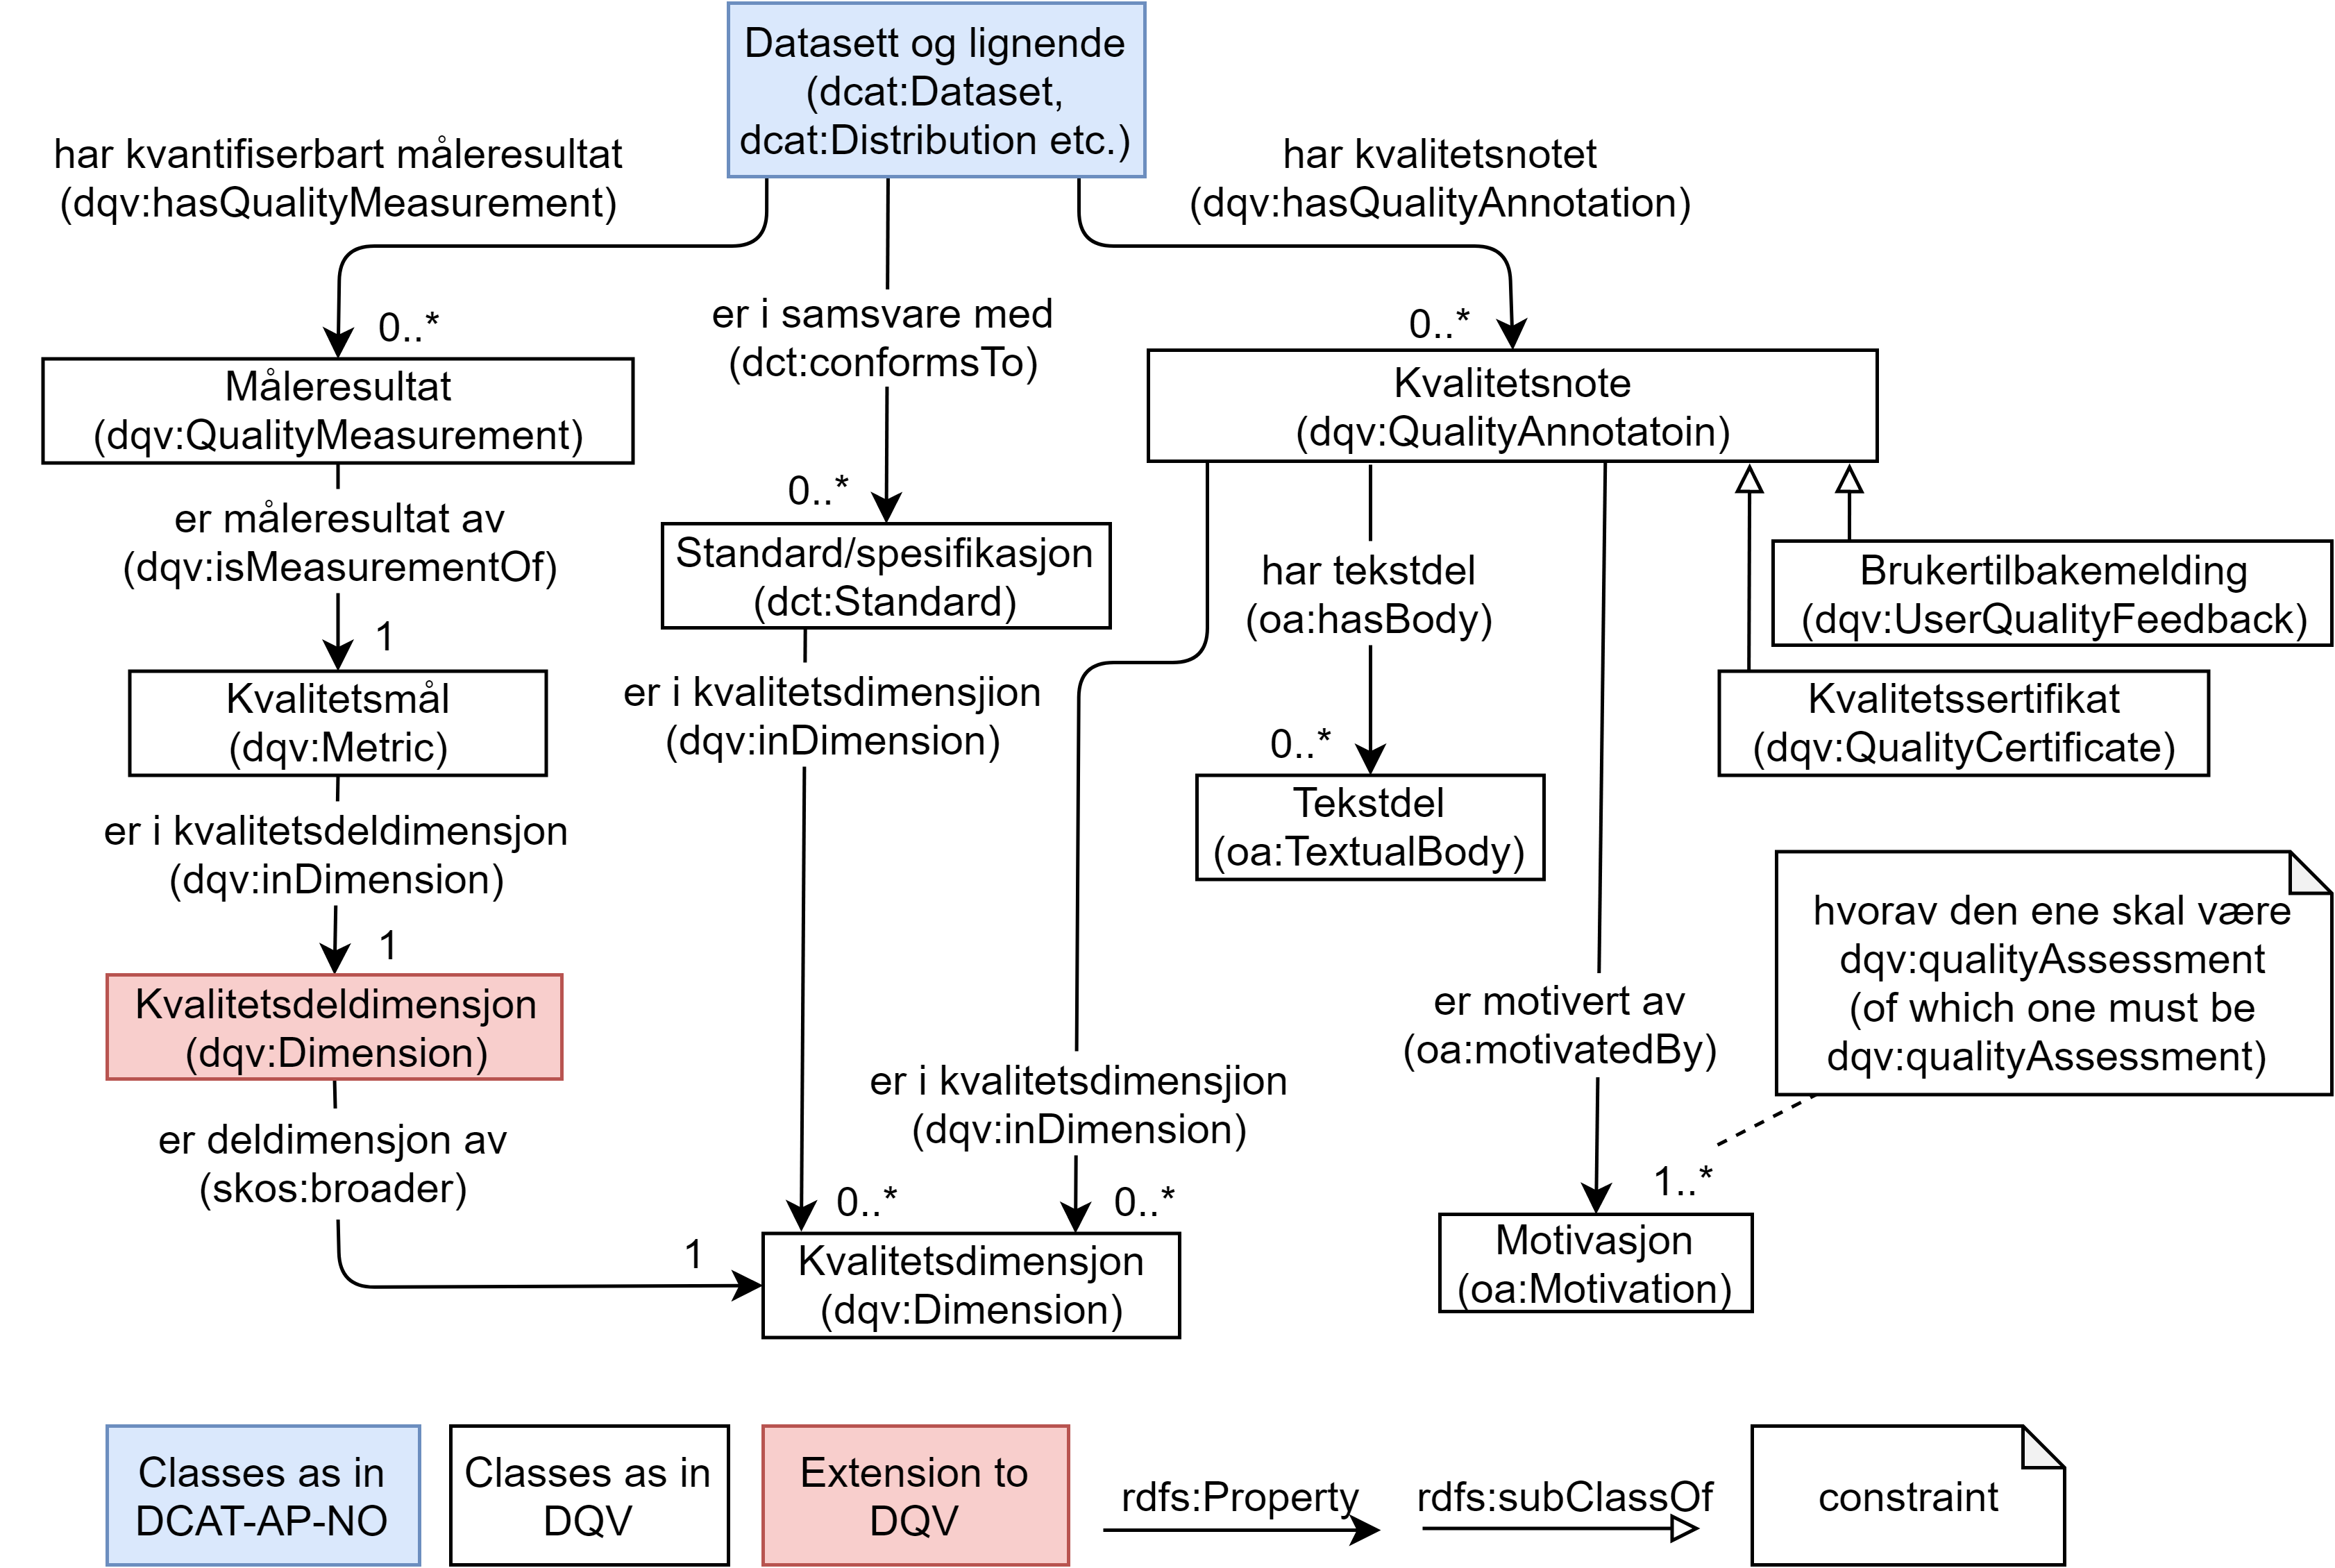 Datasett og lignende
(dcat:Dataset,
dcat:Distribution etc.)
har kvantifiserbart måleresultat
(dqv:hasQualityMeasurement)
har kvalitetsnotet
(dqv:hasQualityAnnotation)
0..*
er i samsvare med
(dct:conformsTo)
0..*
Måleresultat
(dqv:QualityMeasurement)
Kvalitetsnote
(dqv:QualityAnnotatoin)
er måleresultat av
(dqv:isMeasurementOf)
1
0..*
Standard/spesifikasjon
(dct:Standard)
har tekstdel
(oa:hasBody)
Brukertilbakemelding
(dqv:UserQualityFeedback)
Kvalitetsmål
(dqv:Metric)
er i kvalitetsdimensjion
(dqv:inDimension)
0..*
Kvalitetssertifikat
(dqv:QualityCertificate)
er i kvalitetsdeldimensjon
(dqv:inDimension)
1
Tekstdel
(oa:TextualBody)
hvorav den ene skal være
dqv:qualityAssessment
(of which one must be
dqv:qualityAssessment)
Kvalitetsdeldimensjon
(dqv:Dimension)
er motivert av
(oa:motivatedBy)
er i kvalitetsdimensjion
(dqv:inDimension)
er deldimensjon av
(skos:broader)
1
0..*
0..*
1..*
Kvalitetsdimensjon
(dqv:Dimension)
Motivasjon
(oa:Motivation)
Classes as in
DCAT-AP-NO
Classes as in
DQV
Extension to
DQV
rdfs:Property
rdfs:subClassOf
constraint